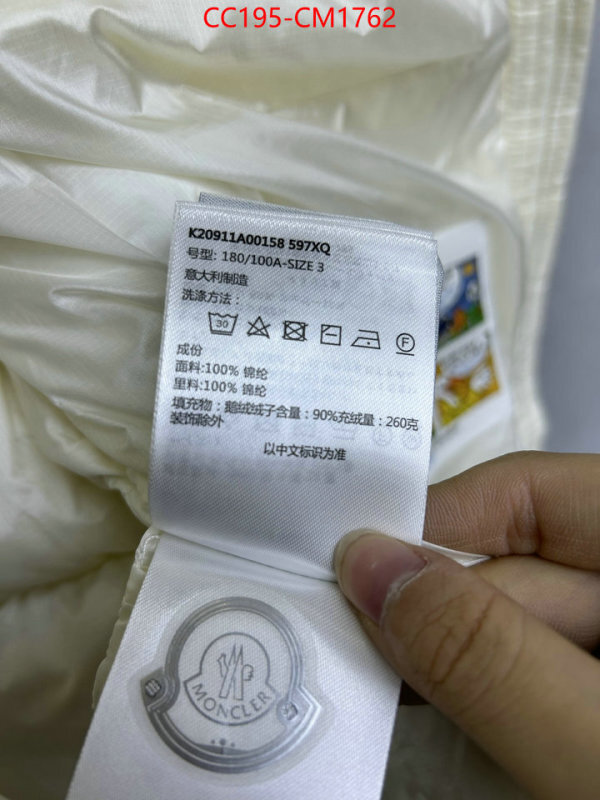 CC195-CM1762
K20911A00158 597XQ
号型: 180/100A-SIZE 3
意大利制造
洗涤方法：
30
F
成份
面料:100% 锦纶
里料:100% 锦纶
填充物：鹅绒绒子含量：90%充绒量：260克
装饰除外
以中文标识为准
MONCLER